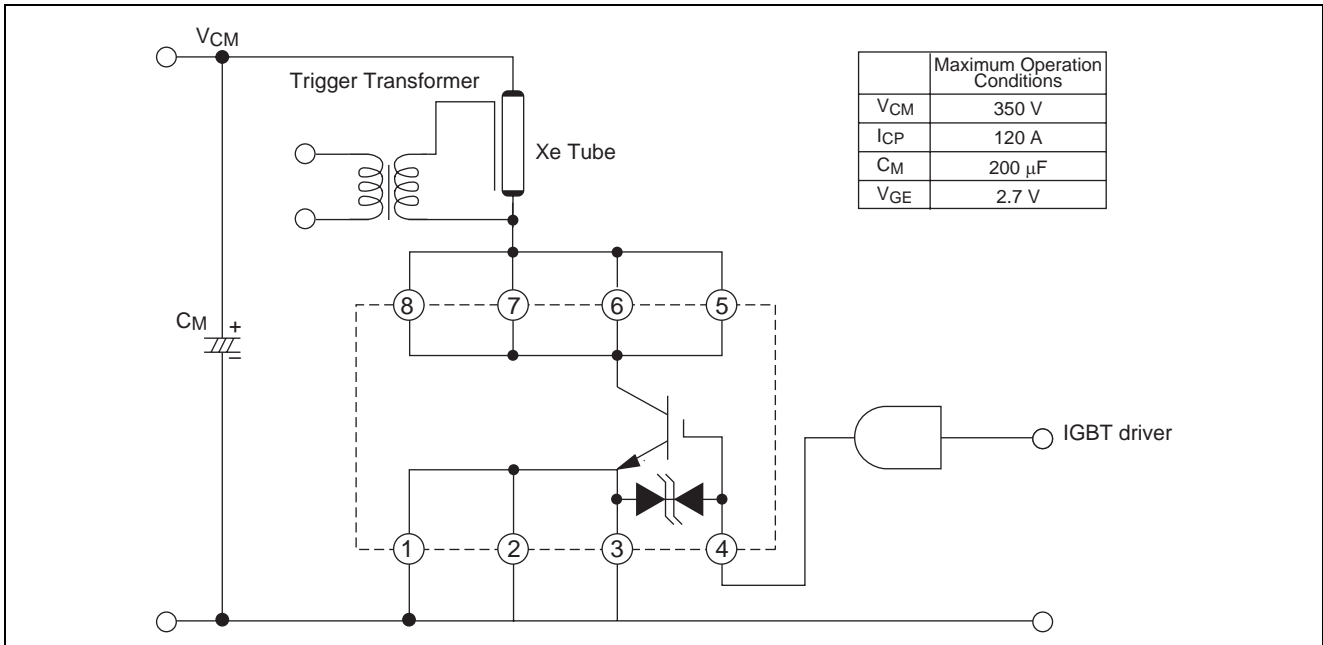 VCM
Trigger Transformer
Xe Tube
Maximum Operation
Conditions
VCM 350 V
ICP 120 A
CM 200 μF
VGE 2.7 V
8 7 6 5
CM
+
−
IGBT driver
1 2 3 4